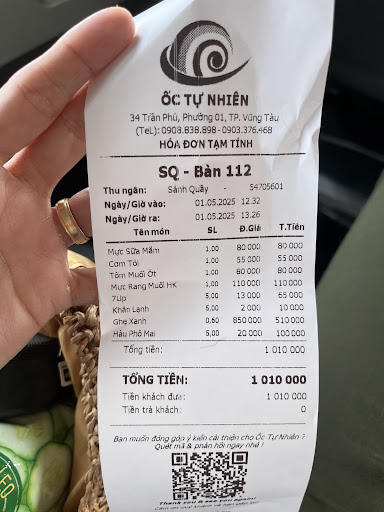 ỐC TỰ NHIÊN
34 Trần Phú, Phường 01, TP. Vũng Tàu
(Tel): 0908.838.898 - 0903.376.468
HÓA ĐƠN TẠM TÍNH
SQ - Bàn 112
Thu ngân: Sảnh Quầy - 54705601
Ngày/Giờ vào: 01.05.2025 12.32
Ngày/Giờ ra: 01.05.2025 13.26
Tên món SL Đ.Giá T.Tiền
Mực Sữa Mắm 1,00 80 000 80 000
Cơm Tỏi 1,00 55 000 55 000
Tôm Muối Ớt 1,00 80 000 80 000
Mực Rang Muối HK 1,00 110 000 110 000
7Up 5,00 13 000 65 000
Khăn Lạnh 5,00 2 000 10 000
Ghẹ Xanh 0,60 850 000 510 000
Hàu Phô Mai 5,00 20 000 100 000
Tổng tiền: 1 010 000
TỔNG TIỀN: 1 010 000
Tiền khách đưa: 1 010 000
Tiền trả khách: 0
Bạn muốn đóng góp ý kiến cải thiện cho Ốc Tự Nhiên ?
Quét mã & phản hồi ngay nhé !
Thank you & see you again!